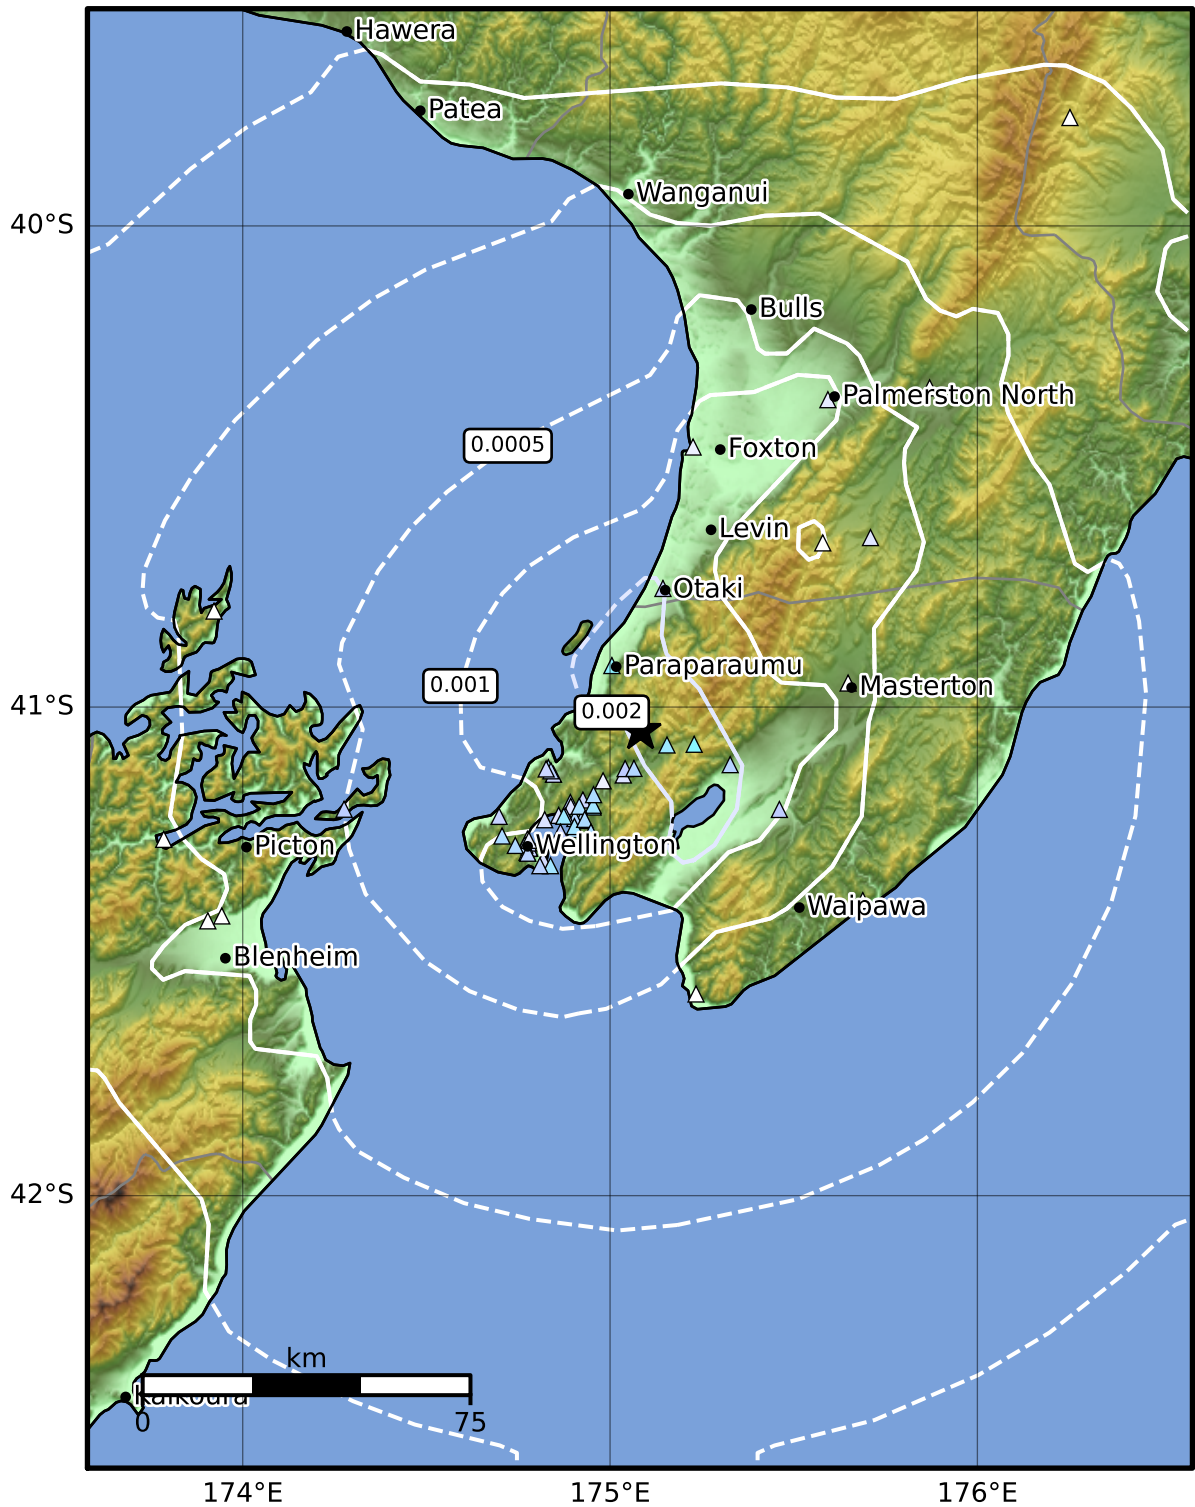 Hawera
Patea
Wanganui
40°S
Bulls
Palmerston North
0.0005
Foxton
Levin
Otaki
Paraparaumu
0.001
Masterton
41°S
0.002
Picton
Wellington
Waipawa
Blenheim
42°S
km
Kaikoura
0
75
174°E
175°E
176°E